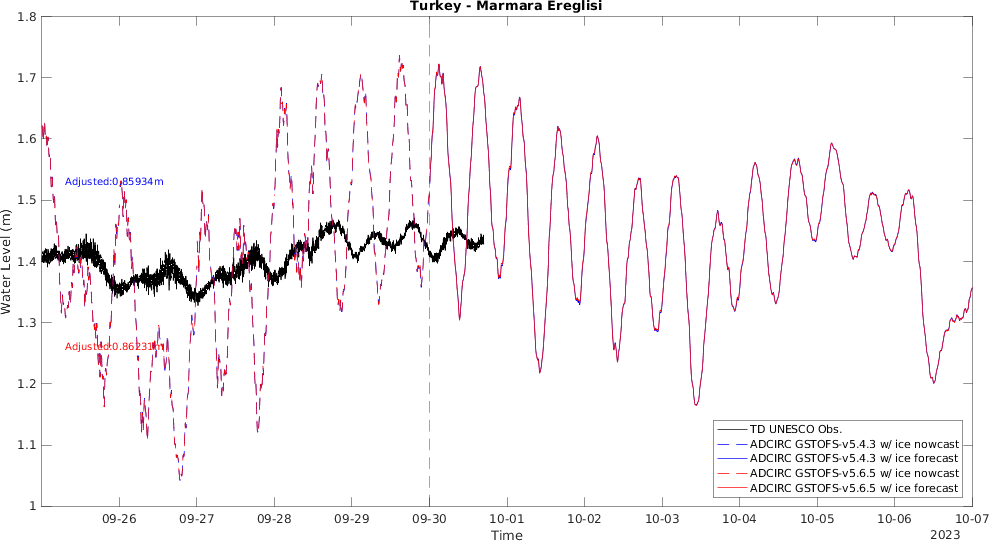 Turkey - Marmara Ereglisi
1.8
1.7
1.6
1.5
1.4
1.3
1.2
1.1
1
Water Level (m)
Adjusted:0.85934m
Adjusted:0.86231m
TD UNESCO Obs.
ADCIRC GSTOFS-v5.4.3 w/ ice nowcast
ADCIRC GSTOFS-v5.4.3 w/ ice forecast
ADCIRC GSTOFS-v5.6.5 w/ ice nowcast
ADCIRC GSTOFS-v5.6.5 w/ ice forecast
09-26 09-27 09-28 09-29 09-30 10-01 10-02 10-03 10-04 10-05 10-06 10-07
Time
2023